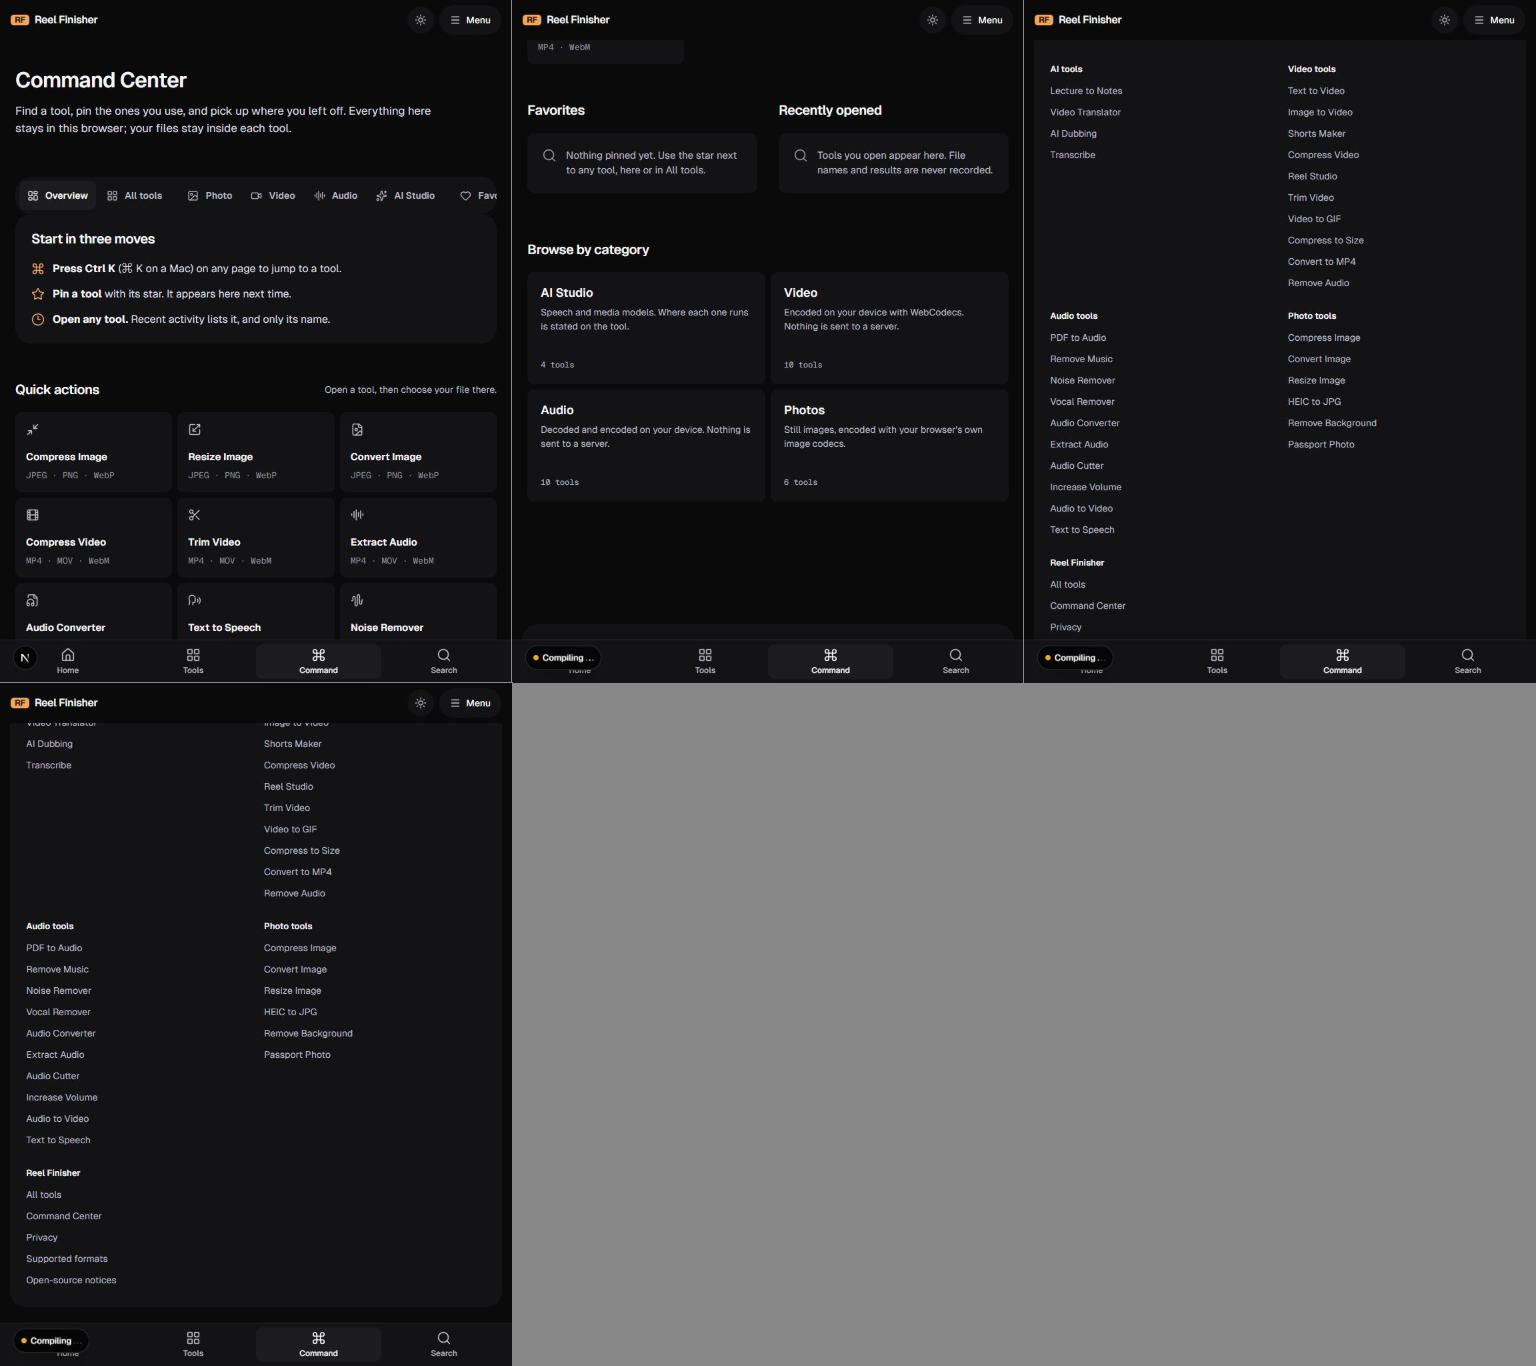 RF Reel Finisher
Menu
Command Center
Find a tool, pin the ones you use, and pick up where you left off. Everything here
stays in this browser; your files stay inside each tool.
Overview All tools Photo Video Audio AI Studio Favo
Start in three moves
Press Ctrl K (⌘ K on a Mac) on any page to jump to a tool.
Pin a tool with its star. It appears here next time.
Open any tool. Recent activity lists it, and only its name.
Quick actions
Open a tool, then choose your file there.
Compress Image
JPEG · PNG · WebP
Resize Image
JPEG · PNG · WebP
Convert Image
JPEG · PNG · WebP
Compress Video
MP4 · MOV · WebM
Trim Video
MP4 · MOV · WebM
Extract Audio
MP4 · MOV · WebM
Audio Converter
Text to Speech
Noise Remover
N
Home
Tools
Command
Search
RF Reel Finisher
Menu
MP4 · WebM
Favorites
Nothing pinned yet. Use the star next
to any tool, here or in All tools.
Recently opened
Tools you open appear here. File
names and results are never recorded.
Browse by category
AI Studio
Speech and media models. Where each one runs
is stated on the tool.
4 tools
Video
Encoded on your device with WebCodecs.
Nothing is sent to a server.
10 tools
Audio
Decoded and encoded on your device. Nothing is
sent to a server.
10 tools
Photos
Still images, encoded with your browser's own
image codecs.
6 tools
Compiling ...
Home
Tools
Command
Search
RF Reel Finisher
Menu
AI tools
Lecture to Notes
Video Translator
AI Dubbing
Transcribe
Video tools
Text to Video
Image to Video
Shorts Maker
Compress Video
Reel Studio
Trim Video
Video to GIF
Compress to Size
Convert to MP4
Remove Audio
Audio tools
PDF to Audio
Remove Music
Noise Remover
Vocal Remover
Audio Converter
Extract Audio
Audio Cutter
Increase Volume
Audio to Video
Text to Speech
Photo tools
Compress Image
Convert Image
Resize Image
HEIC to JPG
Remove Background
Passport Photo
Reel Finisher
All tools
Command Center
Privacy
Compiling ..
Home
Tools
Command
Search
RF Reel Finisher
Menu
Video Translator
AI Dubbing
Transcribe
Image to Video
Shorts Maker
Compress Video
Reel Studio
Trim Video
Video to GIF
Compress to Size
Convert to MP4
Remove Audio
Audio tools
PDF to Audio
Remove Music
Noise Remover
Vocal Remover
Audio Converter
Extract Audio
Audio Cutter
Increase Volume
Audio to Video
Text to Speech
Photo tools
Compress Image
Convert Image
Resize Image
HEIC to JPG
Remove Background
Passport Photo
Reel Finisher
All tools
Command Center
Privacy
Supported formats
Open-source notices
Compiling ...
Home
Tools
Command
Search